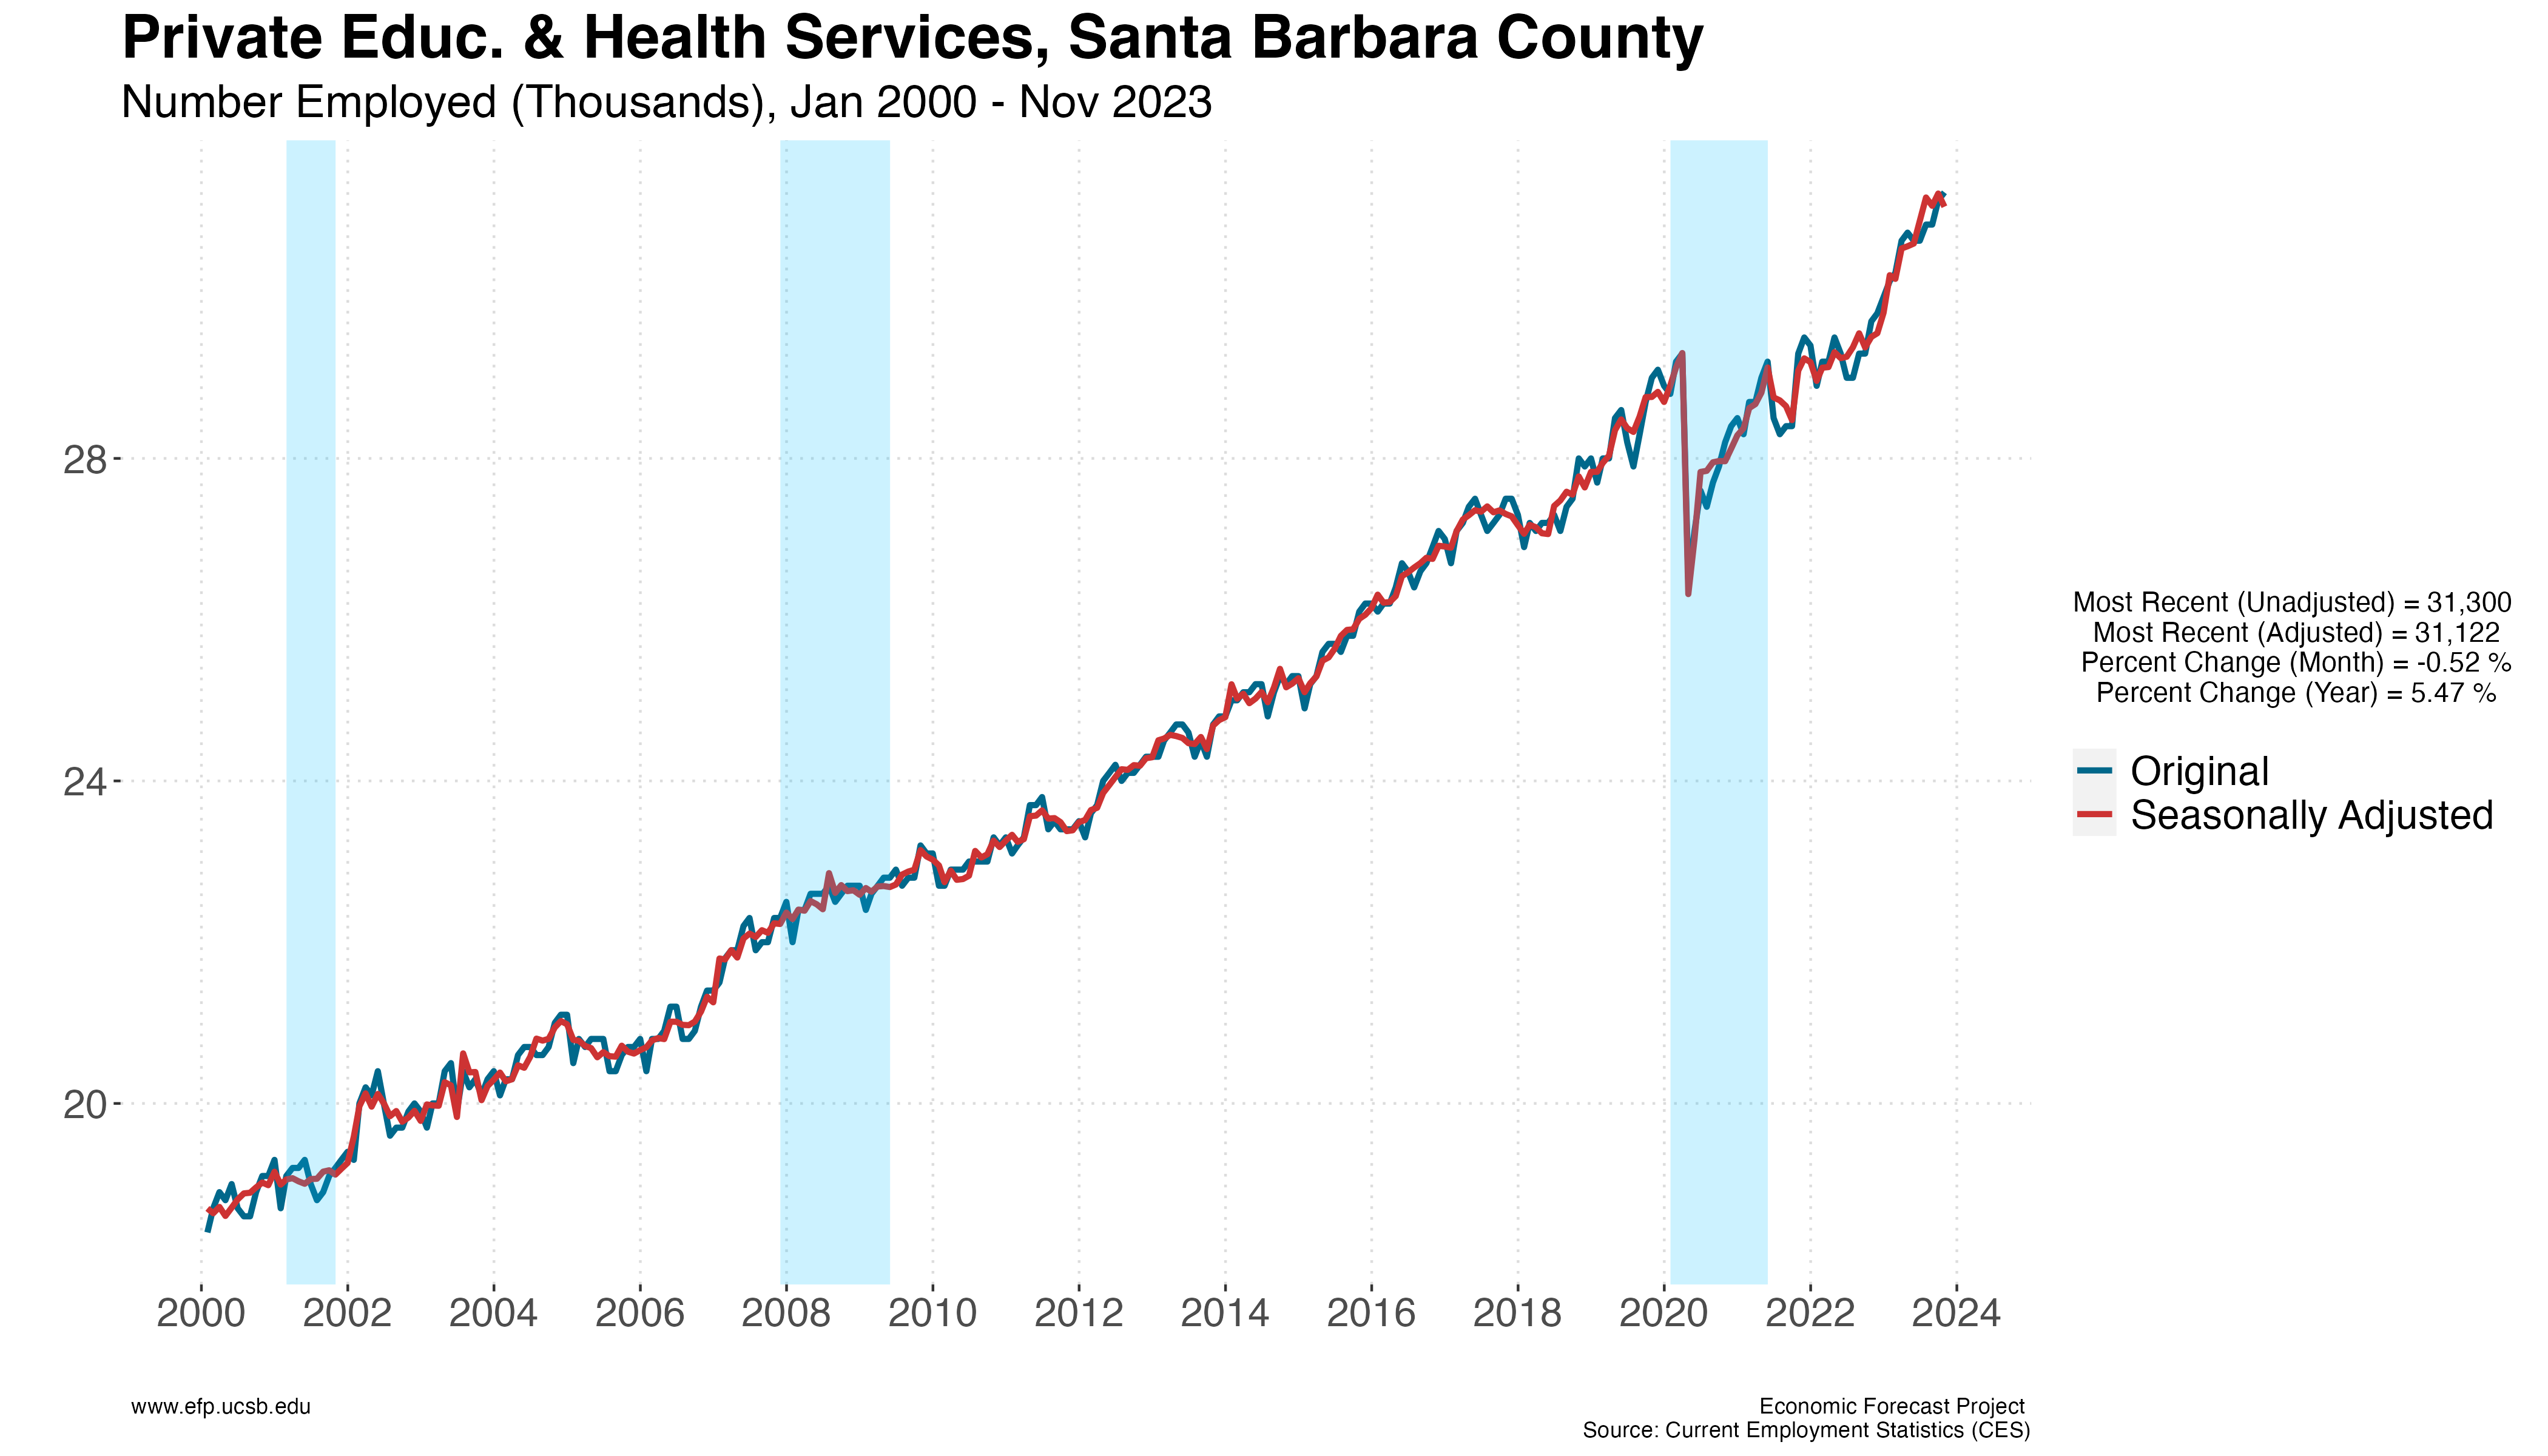 Private Educ. & Health Services, Santa Barbara County
Number Employed (Thousands), Jan 2000 - Nov 2023
28
24
20
2000 2002 2004 2006 2008 2010 2012 2014 2016 2018 2020 2022 2024
Most Recent (Unadjusted) = 31,300
Most Recent (Adjusted) = 31,122
Percent Change (Month) = -0.52 %
Percent Change (Year) = 5.47 %
Original
Seasonally Adjusted
www.efp.ucsb.edu
Economic Forecast Project
Source: Current Employment Statistics (CES)